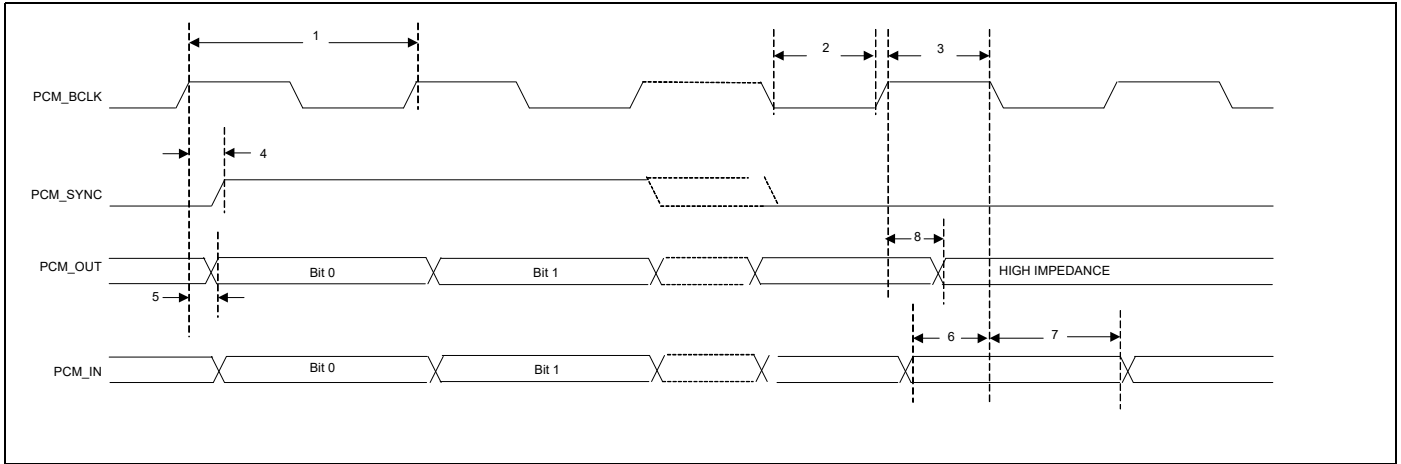 1
2
3
PCM_BCLK
4
PCM_SYNC
8
PCM_OUT
Bit 0
Bit 1
HIGH IMPEDANCE
5
6
7
PCM_IN
Bit 0
Bit 1